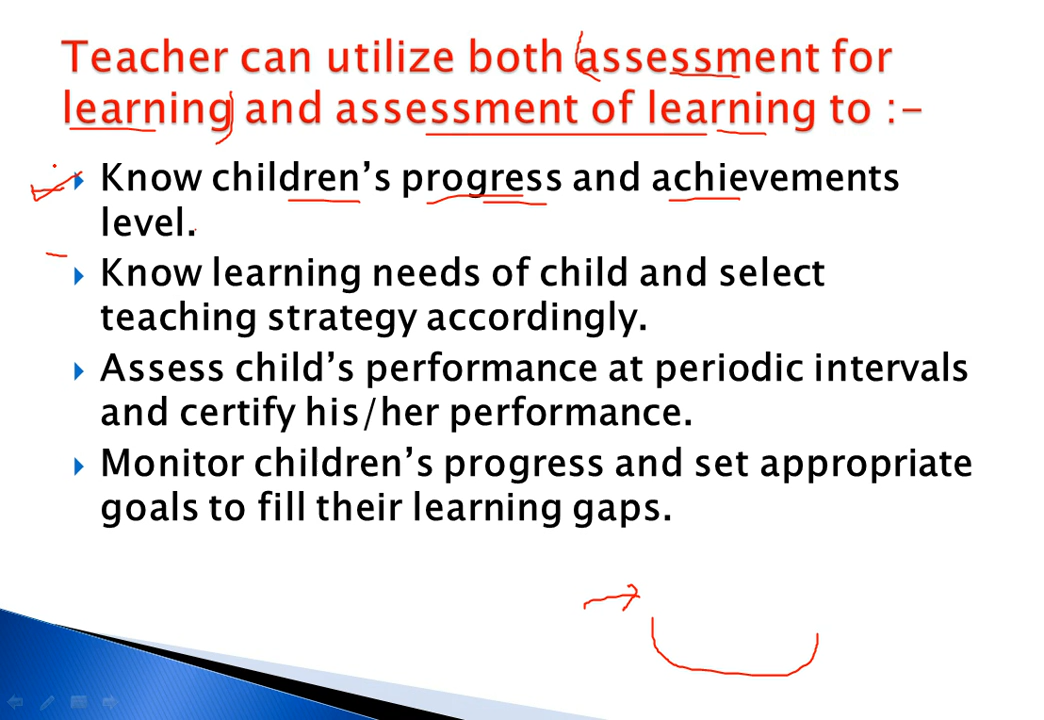 Teacher can utilize both assessment for
learning and assessment of learning to :-
Know children's progress and achievements
level.
Know learning needs of child and select
teaching strategy accordingly.
Assess child's performance at periodic intervals
and certify his/her performance.
Monitor children's progress and set appropriate
goals to fill their learning gaps.